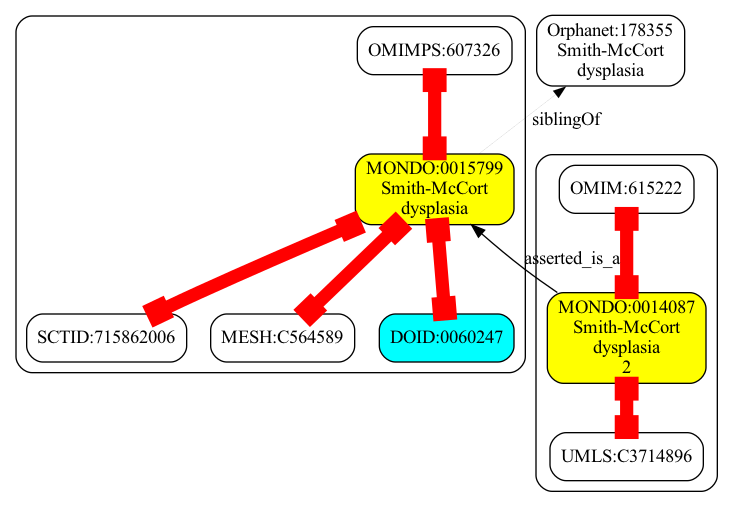 OMIMPS:607326
Orphanet:178355
Smith-McCort
dysplasia
siblingOf
MONDO:0015799
Smith-McCort
dysplasia
OMIM:615222
asserted_is_a
SCTID:715862006
MESH:C564589
DOID:0060247
MONDO:0014087
Smith-McCort
dysplasia
2
UMLS:C3714896